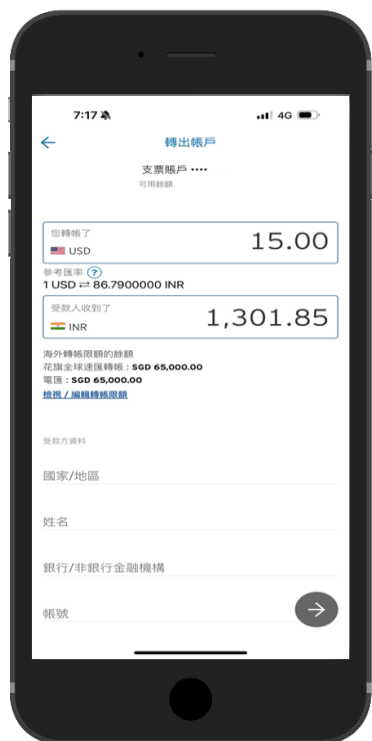 7:17
4G
轉出帳戶
支票賬戶 ••••
可用餘額
您轉帳了
USD
15.00
參考匯率 ?
1 USD ⇌ 86.7900000 INR
受款人收到了
INR
1,301.85
海外轉帳限額的餘額
花旗全球速匯轉帳：SGD 65,000.00
電匯：SGD 65,000.00
檢視 / 編輯轉帳限額
受款方資料
國家/地區
姓名
銀行/非銀行金融機構
帳號